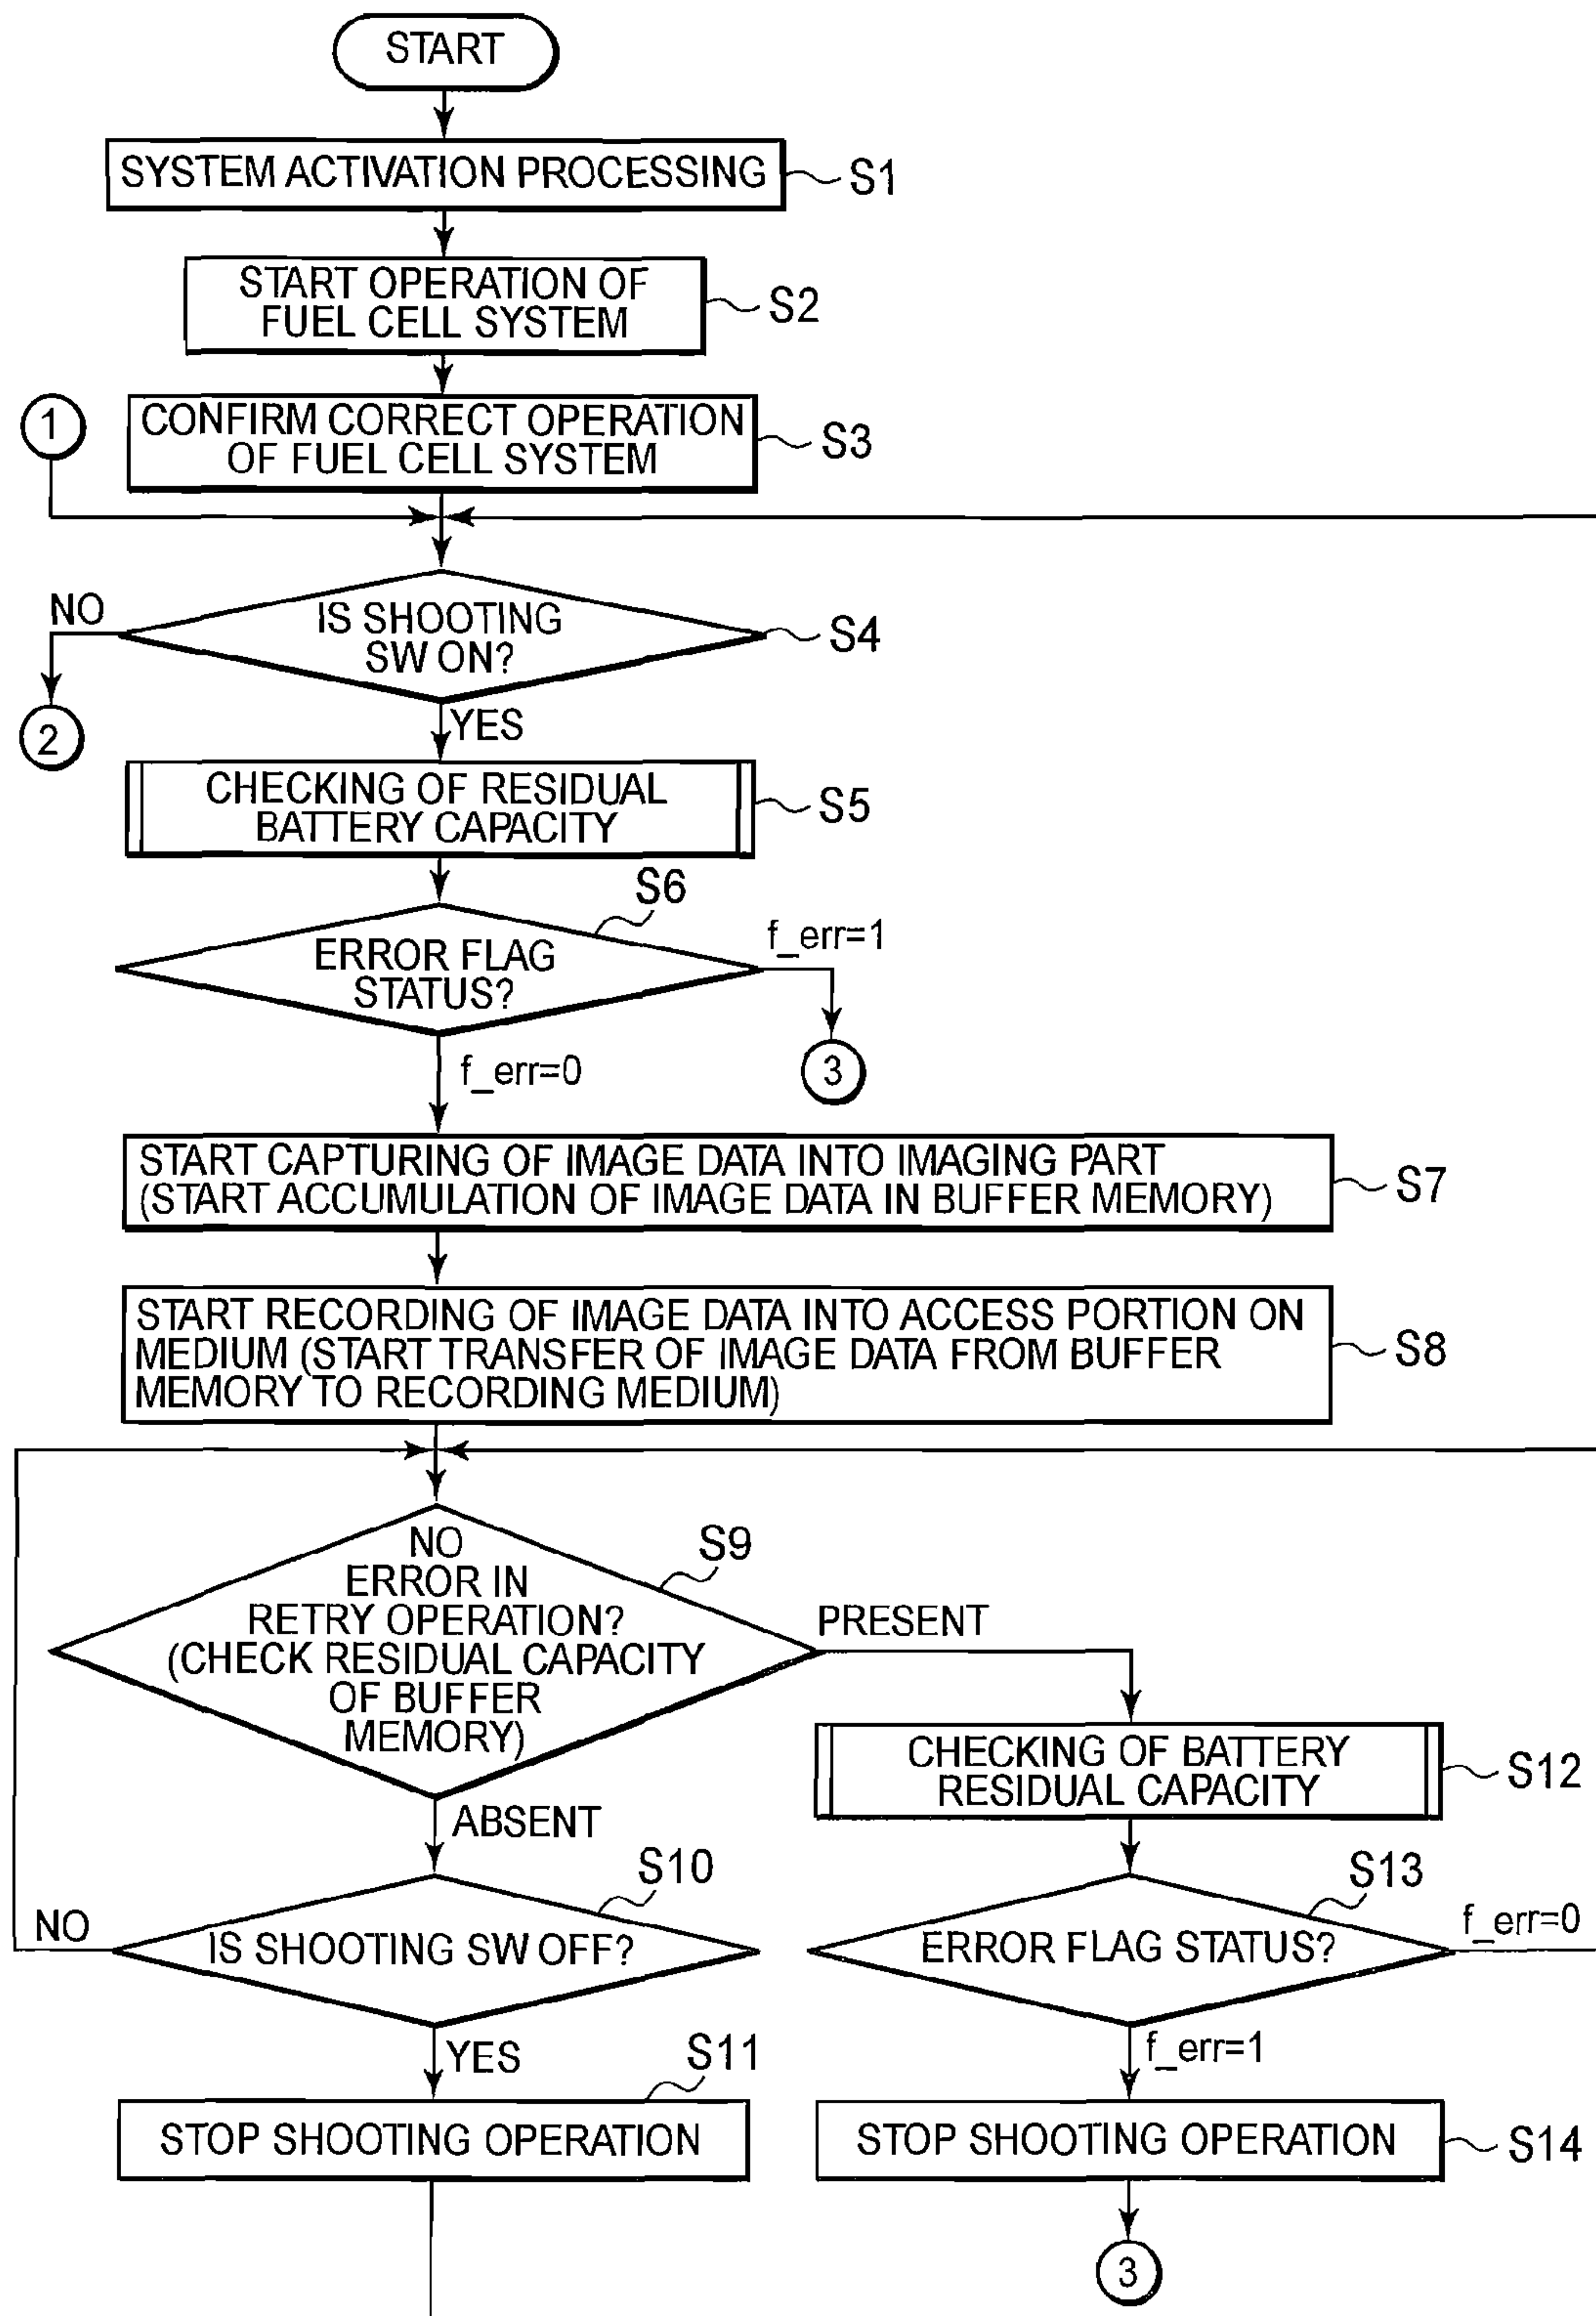 START
SYSTEM ACTIVATION PROCESSING
S1
START OPERATION OF
FUEL CELL SYSTEM
S2
1
CONFIRM CORRECT OPERATION
OF FUEL CELL SYSTEM
S3
NO
IS SHOOTING
SW ON?
S4
2
YES
CHECKING OF RESIDUAL
BATTERY CAPACITY
S5
S6
ERROR FLAG
STATUS?
f_err=1
3
f_err=0
START CAPTURING OF IMAGE DATA INTO IMAGING PART
(START ACCUMULATION OF IMAGE DATA IN BUFFER MEMORY)
S7
START RECORDING OF IMAGE DATA INTO ACCESS PORTION ON
MEDIUM (START TRANSFER OF IMAGE DATA FROM BUFFER
MEMORY TO RECORDING MEDIUM)
S8
NO
ERROR IN
RETRY OPERATION?
(CHECK RESIDUAL CAPACITY
OF BUFFER
MEMORY)
S9
PRESENT
CHECKING OF BATTERY
RESIDUAL CAPACITY
S12
ABSENT
S10
NO
IS SHOOTING SW OFF?
S13
ERROR FLAG STATUS?
f_err=0
YES
S11
STOP SHOOTING OPERATION
f_err=1
STOP SHOOTING OPERATION
S14
3